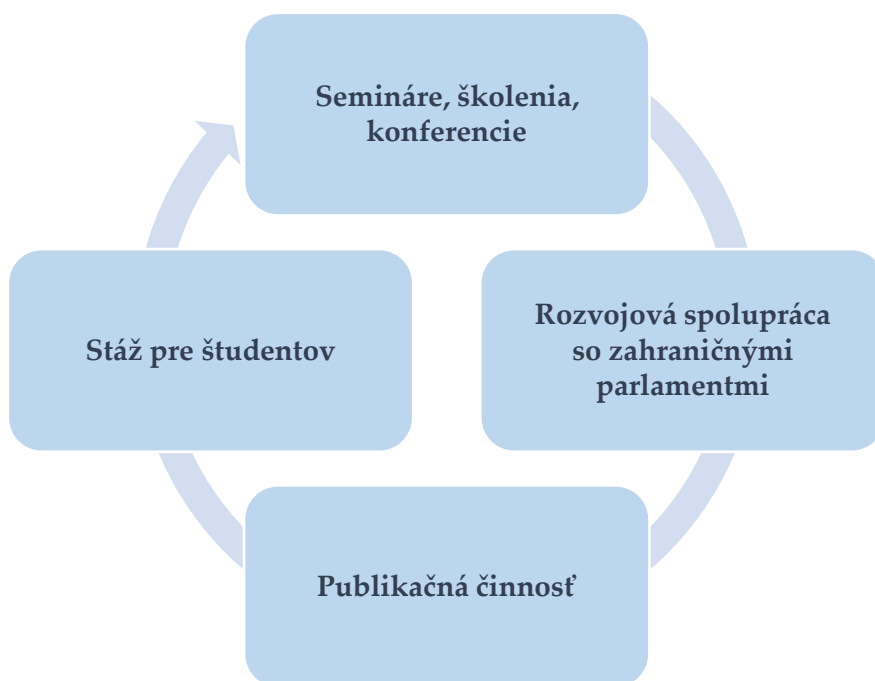 Semináre, školenia,
konferencie
Stáž pre študentov
Rozvojová spolupráca
so zahraničnými
parlamentmi
Publikačná činnosť